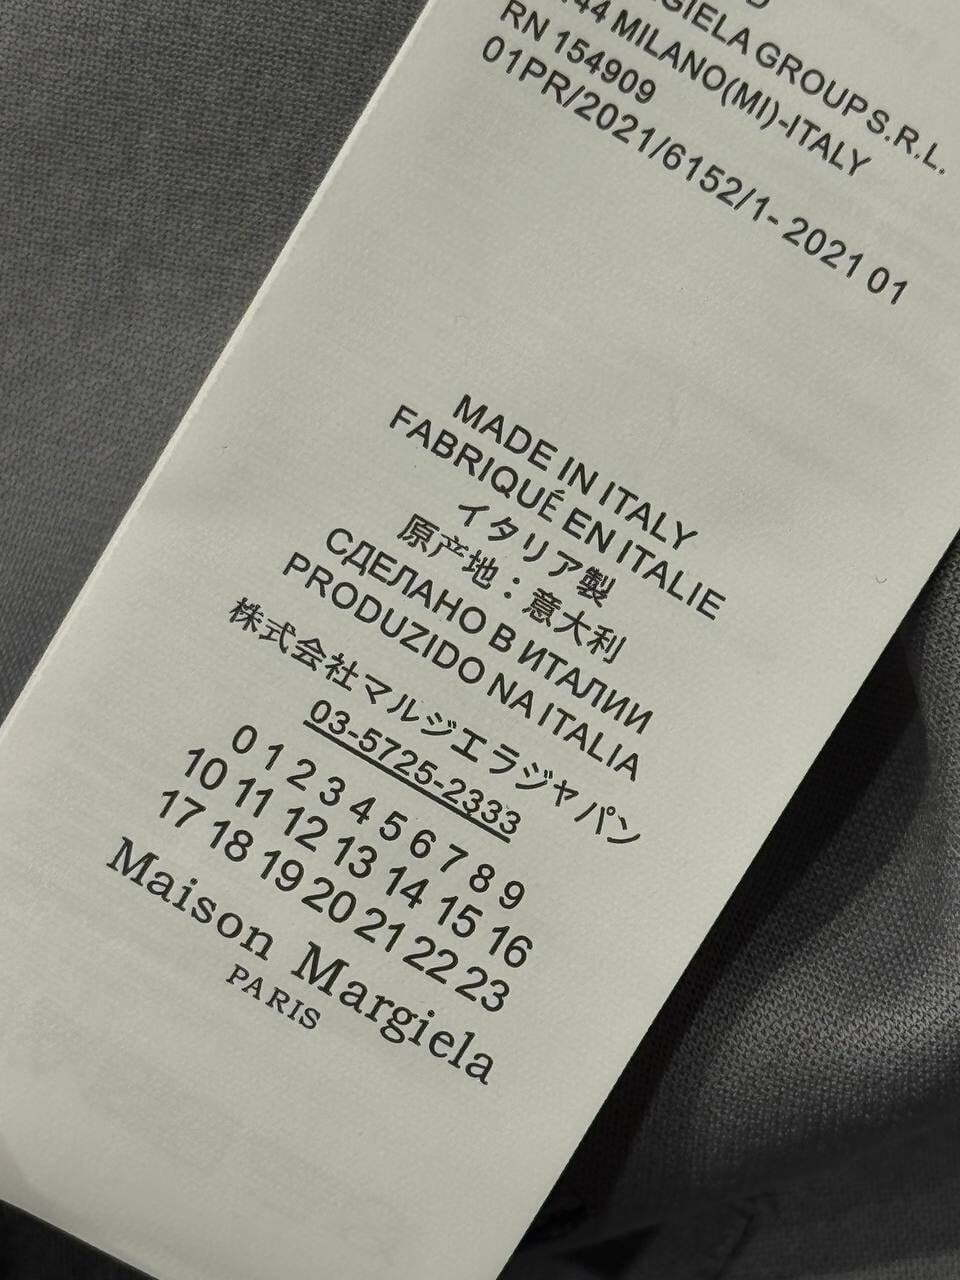 GIELA GROUP S.R.L.
44 MILANO(MI)-ITALY
RN 154909
01PR/2021/6152/1- 2021 01
MADE IN ITALY
FABRIQUÉ EN ITALIE
イタリア製
原产地：意大利
СДЕЛАНО В ИТАЛИИ
PRODUZIDO NA ITALIA
株式会社マルジエラジャパン
03-5725-2333
0 1 2 3 4 5 6 7 8 9
10 11 12 13 14 15 16
17 18 19 20 21 22 23
Maison Margiela
PARIS